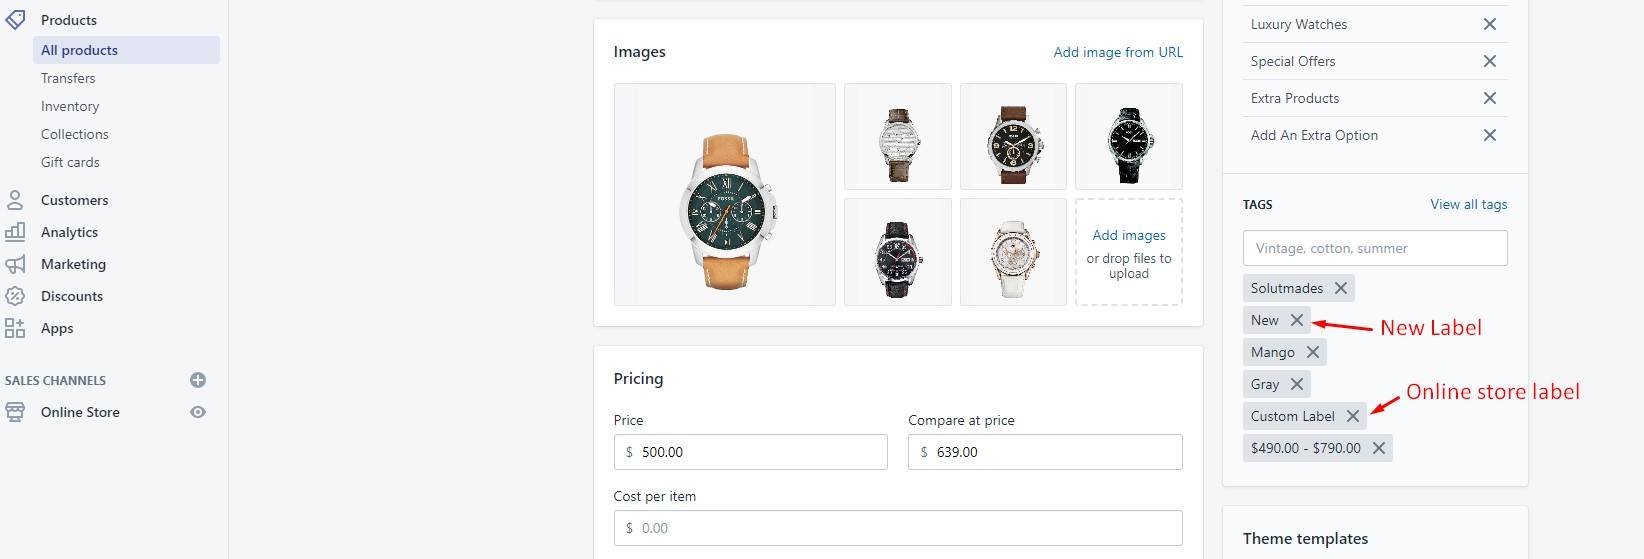 Products
All products
Transfers
Inventory
Collections
Gift cards
Customers
Analytics
Marketing
Discounts
Apps
SALES CHANNELS
Online Store
Images
Add image from URL
FOSSIL
Add images
or drop files to
upload
Pricing
Price
Compare at price
$ 500.00
$ 639.00
Cost per item
$ 0.00
Luxury Watches
Special Offers
Extra Products
Add An Extra Option
TAGS
View all tags
Vintage, cotton, summer
Solutmades
New
New Label
Mango
Gray
Online store label
Custom Label
$490.00 - $790.00
Theme templates